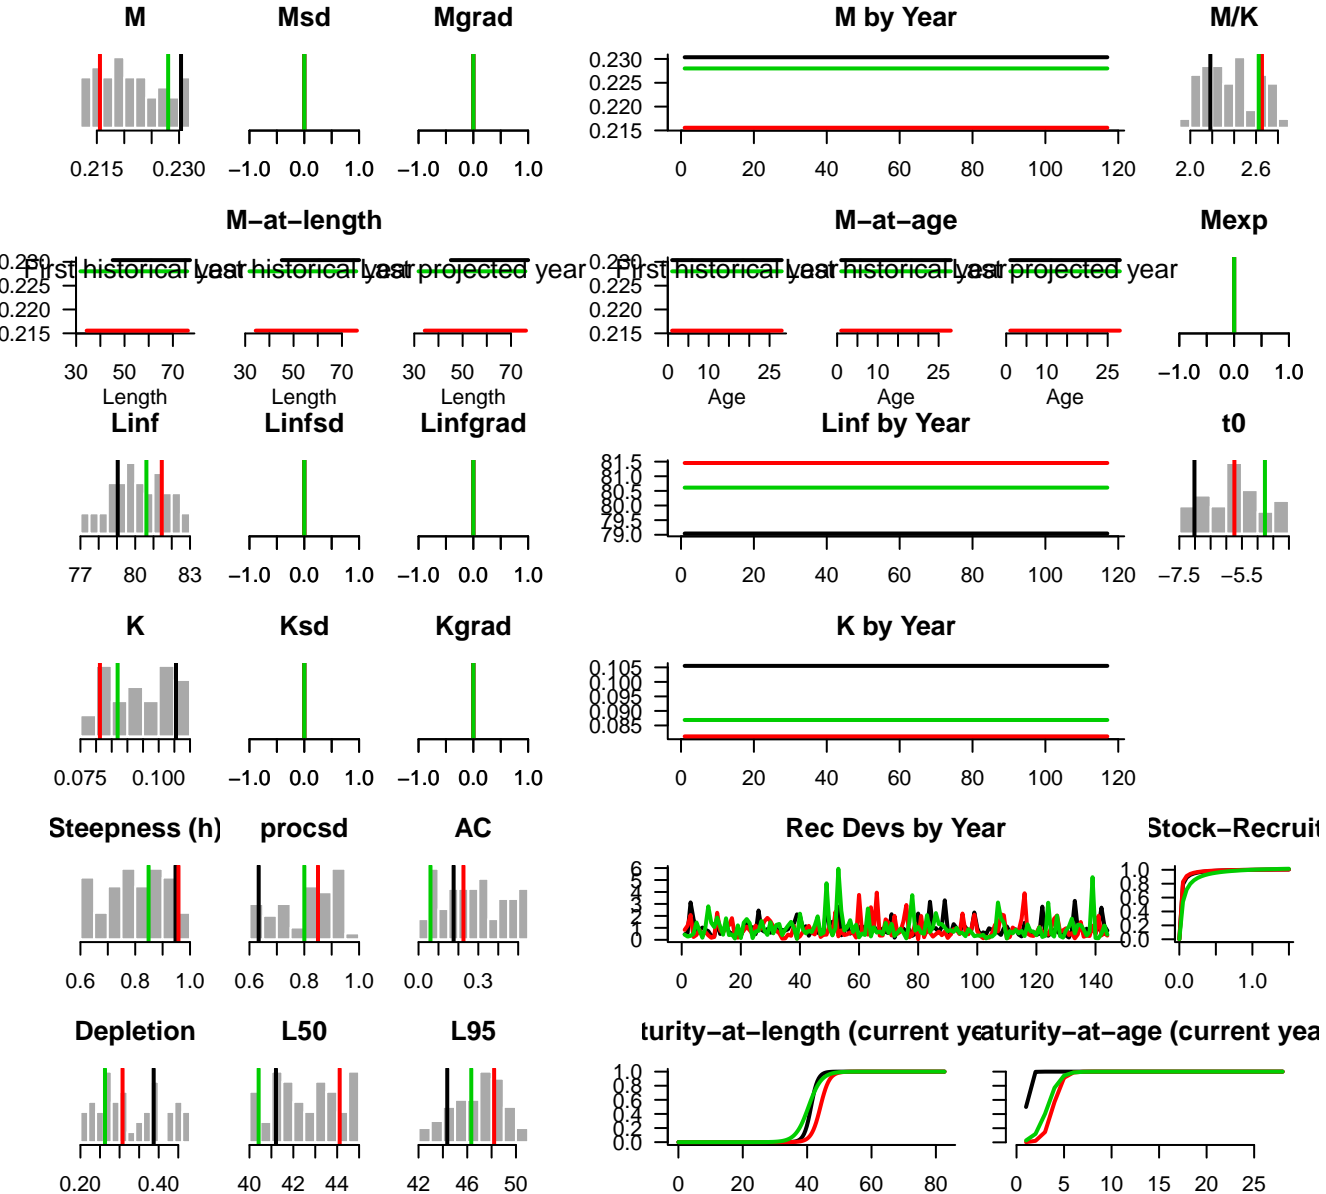 M Msd Mgrad M by Year M/K
0.230
0.225
0.220
0.215
0.215 0.230 −1.0 0.0 1.0 −1.0 0.0 1.0 0 20 40 60 80 100 120 2.0 2.6
M−at−length M−at−age Mexp
0.230 First historical year Last historical year Last projected year 0.230 First historical year Last historical year Last projected year
0.225 0.225
0.220 0.220
0.215 0.215
30 50 70 30 50 70 30 50 70 0 10 25 0 10 25 0 10 25 −1.0 0.0 1.0
Length Length Length Age Age Age
Linf Linfsd Linfgrad Linf by Year t0
81.5
81.0
80.5
80.0
79.5
79.0
77 80 83 −1.0 0.0 1.0 −1.0 0.0 1.0 0 20 40 60 80 100 120 −7.5 −5.5
K Ksd Kgrad K by Year
0.105
0.100
0.095
0.090
0.085
0.075 0.100 −1.0 0.0 1.0 −1.0 0.0 1.0 0 20 40 60 80 100 120
Steepness (h) procsd AC Rec Devs by Year Stock−Recruit
6 1.0
5 0.8
4 0.6
3 0.4
2 0.2
1 0.0
0
0.6 0.8 1.0 0.6 0.8 1.0 0.0 0.3 0 20 40 60 80 100 120 140 0.0 1.0
Depletion L50 L95 turity−at−length (current ye aturity−at−age (current yea
1.0
0.8
0.6
0.4
0.2
0.0
0.20 0.40 40 42 44 42 46 50 0 20 40 60 80 0 5 10 15 20 25